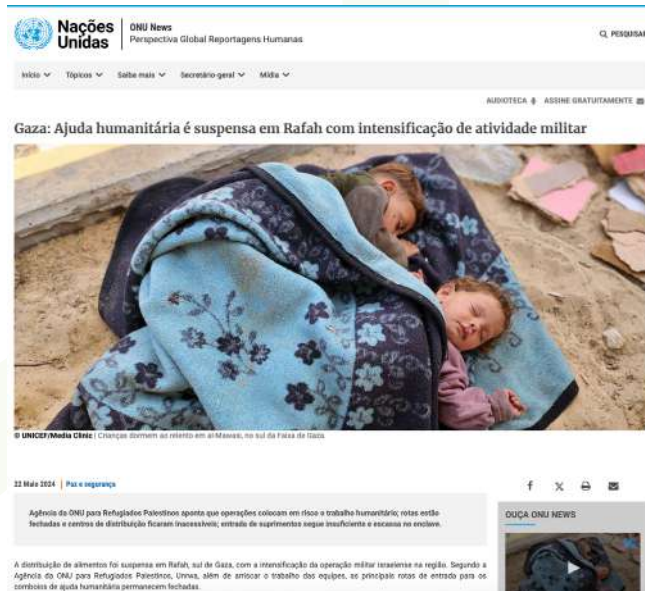 Nações
Unidas
ONU News
Perspectiva Global Reportagens Humanas
PESQUISAR
Início
Tópicos
Saiba mais
Secretário-geral
Mídia
AUDIOTECA
ASSINE GRATUITAMENTE
Gaza: Ajuda humanitária é suspensa em Rafah com intensificação de atividade militar
© UNICEF/Media Clinic | Crianças dormem ao relento em al-Mawasi, no sul da Faixa de Gaza.
22 Maio 2024 | Paz e segurança
Agência da ONU para Refugiados Palestinos aponta que operações colocam em risco o trabalho humanitário; rotas estão
fechadas e centros de distribuição ficaram inacessíveis; entrada de suprimentos segue insuficiente e escassa no enclave.
OUÇA ONU NEWS
A distribuição de alimentos foi suspensa em Rafah, sul de Gaza, com a intensificação da operação militar israelense na região. Segundo a
Agência da ONU para Refugiados Palestinos, Unrwa, além de arriscar o trabalho das equipes, as principais rotas de entrada para os
comboios de ajuda humanitária permanecem fechadas.